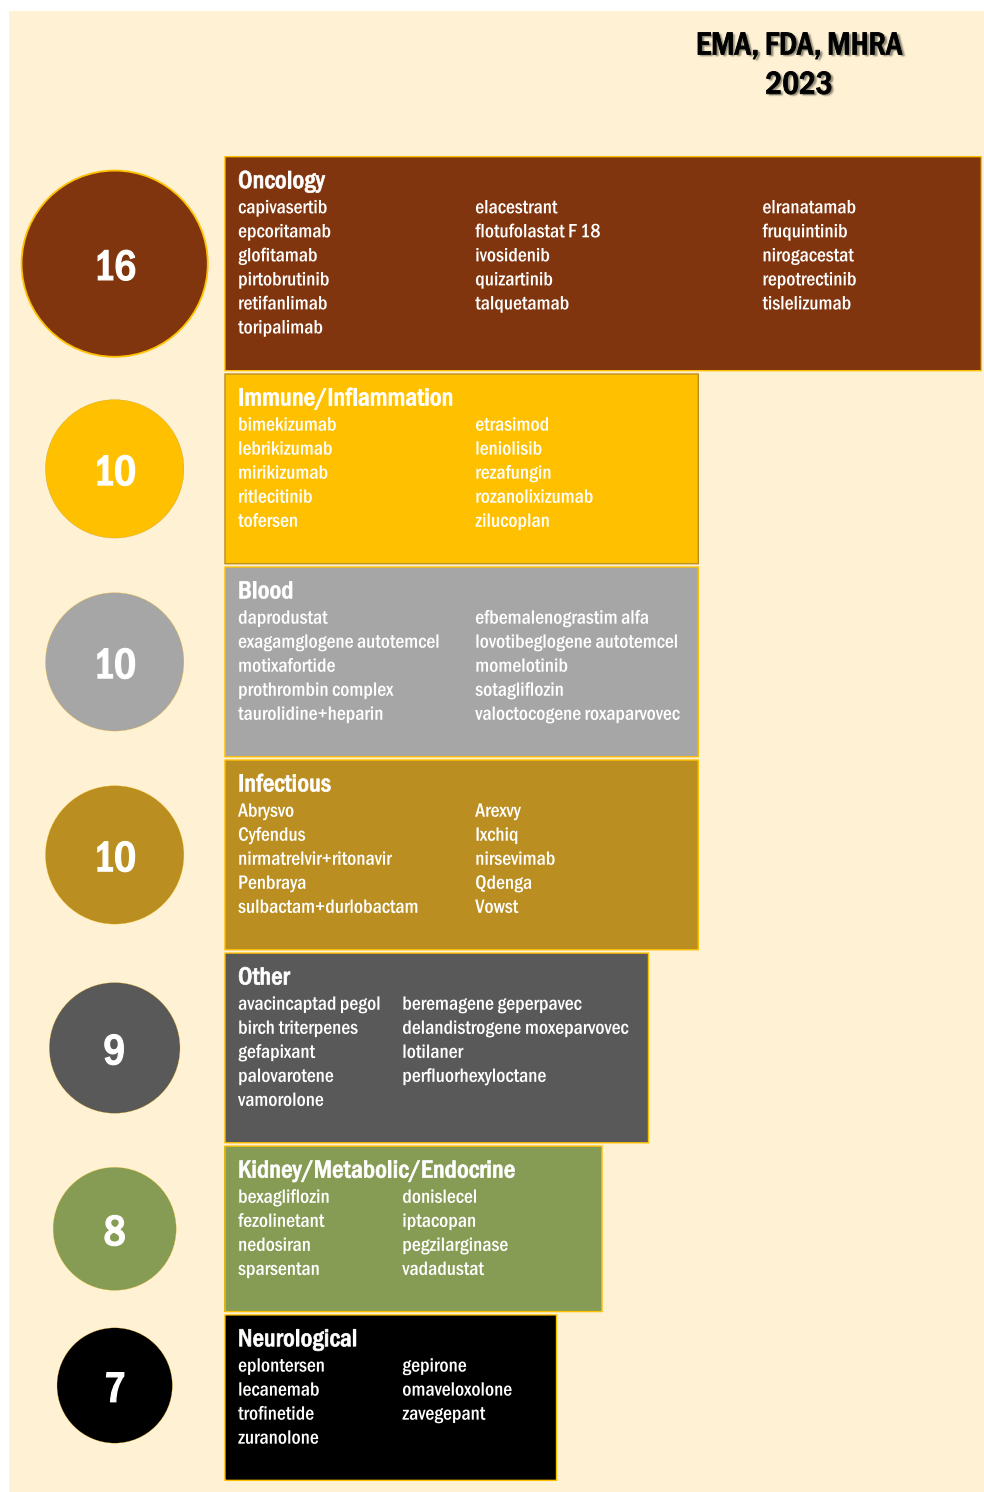 EMA, FDA, MHRA
2023
16
Oncology
capivasertib elacestrant elranatamab
epcoritamab flotufolastat F 18 fruquintinib
glofitamab ivosidenib nirogacestat
pirtobrutinib quizartinib repotrectinib
retifanlimab talquetamab tislelizumab
toripalimab
10
Immune/Inflammation
bimekizumab etrasimod
lebrikizumab leniolisib
mirikizumab rezafungin
ritlecitinib rozanolixizumab
tofersen zilucoplan
10
Blood
daprodustat efbemalenograstim alfa
exagamglogene autotemcel lovotibeglogene autotemcel
motixafortide momelotinib
prothrombin complex sotagliflozin
taurolidine+heparin valoctocogene roxaparvovec
10
Infectious
Abrysvo Arexvy
Cyfendus Ixchiq
nirmatrelvir+ritonavir nirsevimab
Penbraya Qdenga
sulbactam+durlobactam Vowst
9
Other
avacincaptad pegol beremagene geperpavec
birch triterpenes delandistrogene moxeparvovec
gefapixant lotilaner
palovarotene perfluorhexyloctane
vamorolone
8
Kidney/Metabolic/Endocrine
bexagliflozin donislecel
fezolinetant iptacopan
nedosiran pegzilarginase
sparsentan vadadustat
7
Neurological
eplontersen gepirone
lecanemab omaveloxolone
trofinetide zavegepant
zuranolone